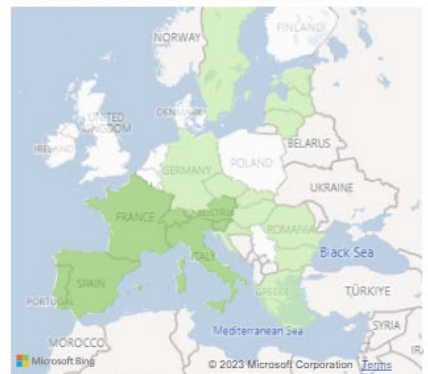 FINLAND
NORWAY
DENMARK
UNITED
KINGDOM
IRELAND
BELARUS
POLAND
GERMANY
UKRAINE
FRANCE
AUSTRIA
ROMANIA
ITALY
Black Sea
SPAIN
PORTUGAL
GREECE
TÜRKIYE
SYRIA
Mediterranean Sea
MOROCCO
IRA
Microsoft Bing
© 2023 Microsoft Corporation Terms